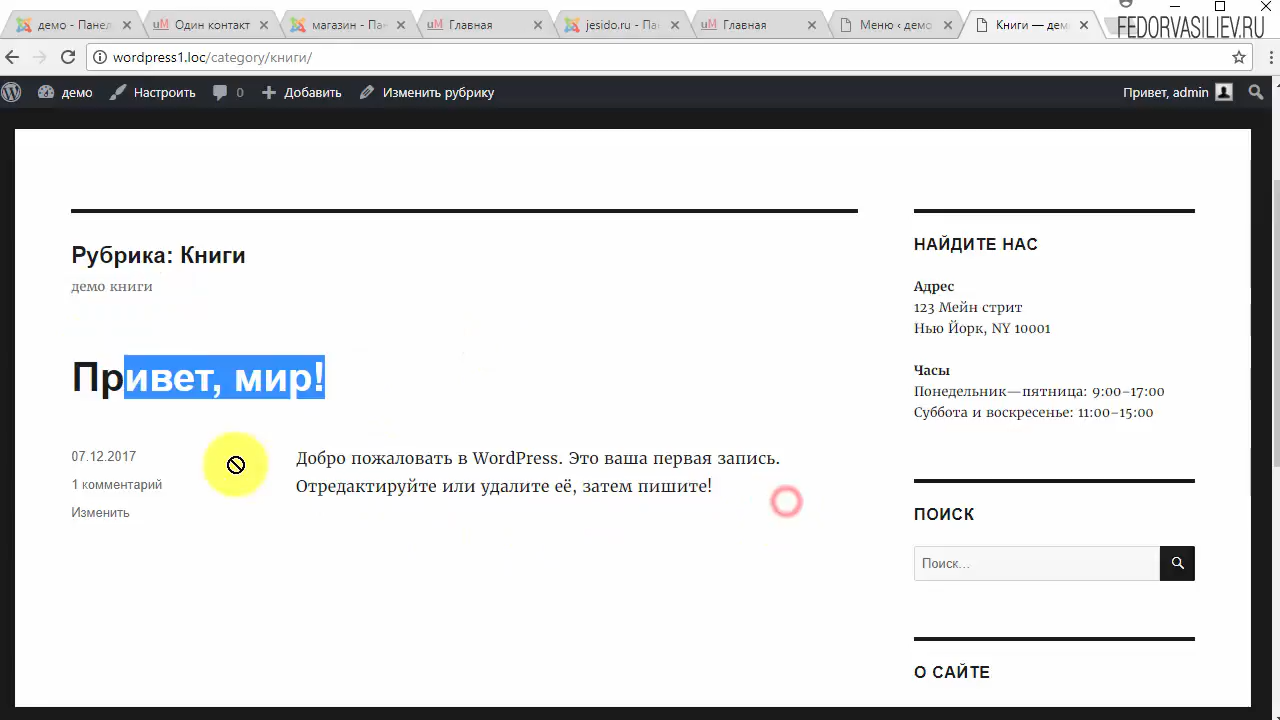 демо - Панел
Один контакт
магазин - Пан
Главная
jesido.ru - Па
Главная
Меню ‹ демо
Книги — дем
FEDORVASILIEV.RU
wordpress1.loc/category/книги/
демо
Настроить
0
Добавить
Изменить рубрику
Привет, admin
Рубрика: Книги
демо книги
Привет, мир!
07.12.2017
1 комментарий
Изменить
Добро пожаловать в WordPress. Это ваша первая запись.
Отредактируйте или удалите её, затем пишите!
НАЙДИТЕ НАС
Адрес
123 Мейн стрит
Нью Йорк, NY 10001
Часы
Понедельник—пятница: 9:00–17:00
Суббота и воскресенье: 11:00–15:00
ПОИСК
Поиск…
О САЙТЕ